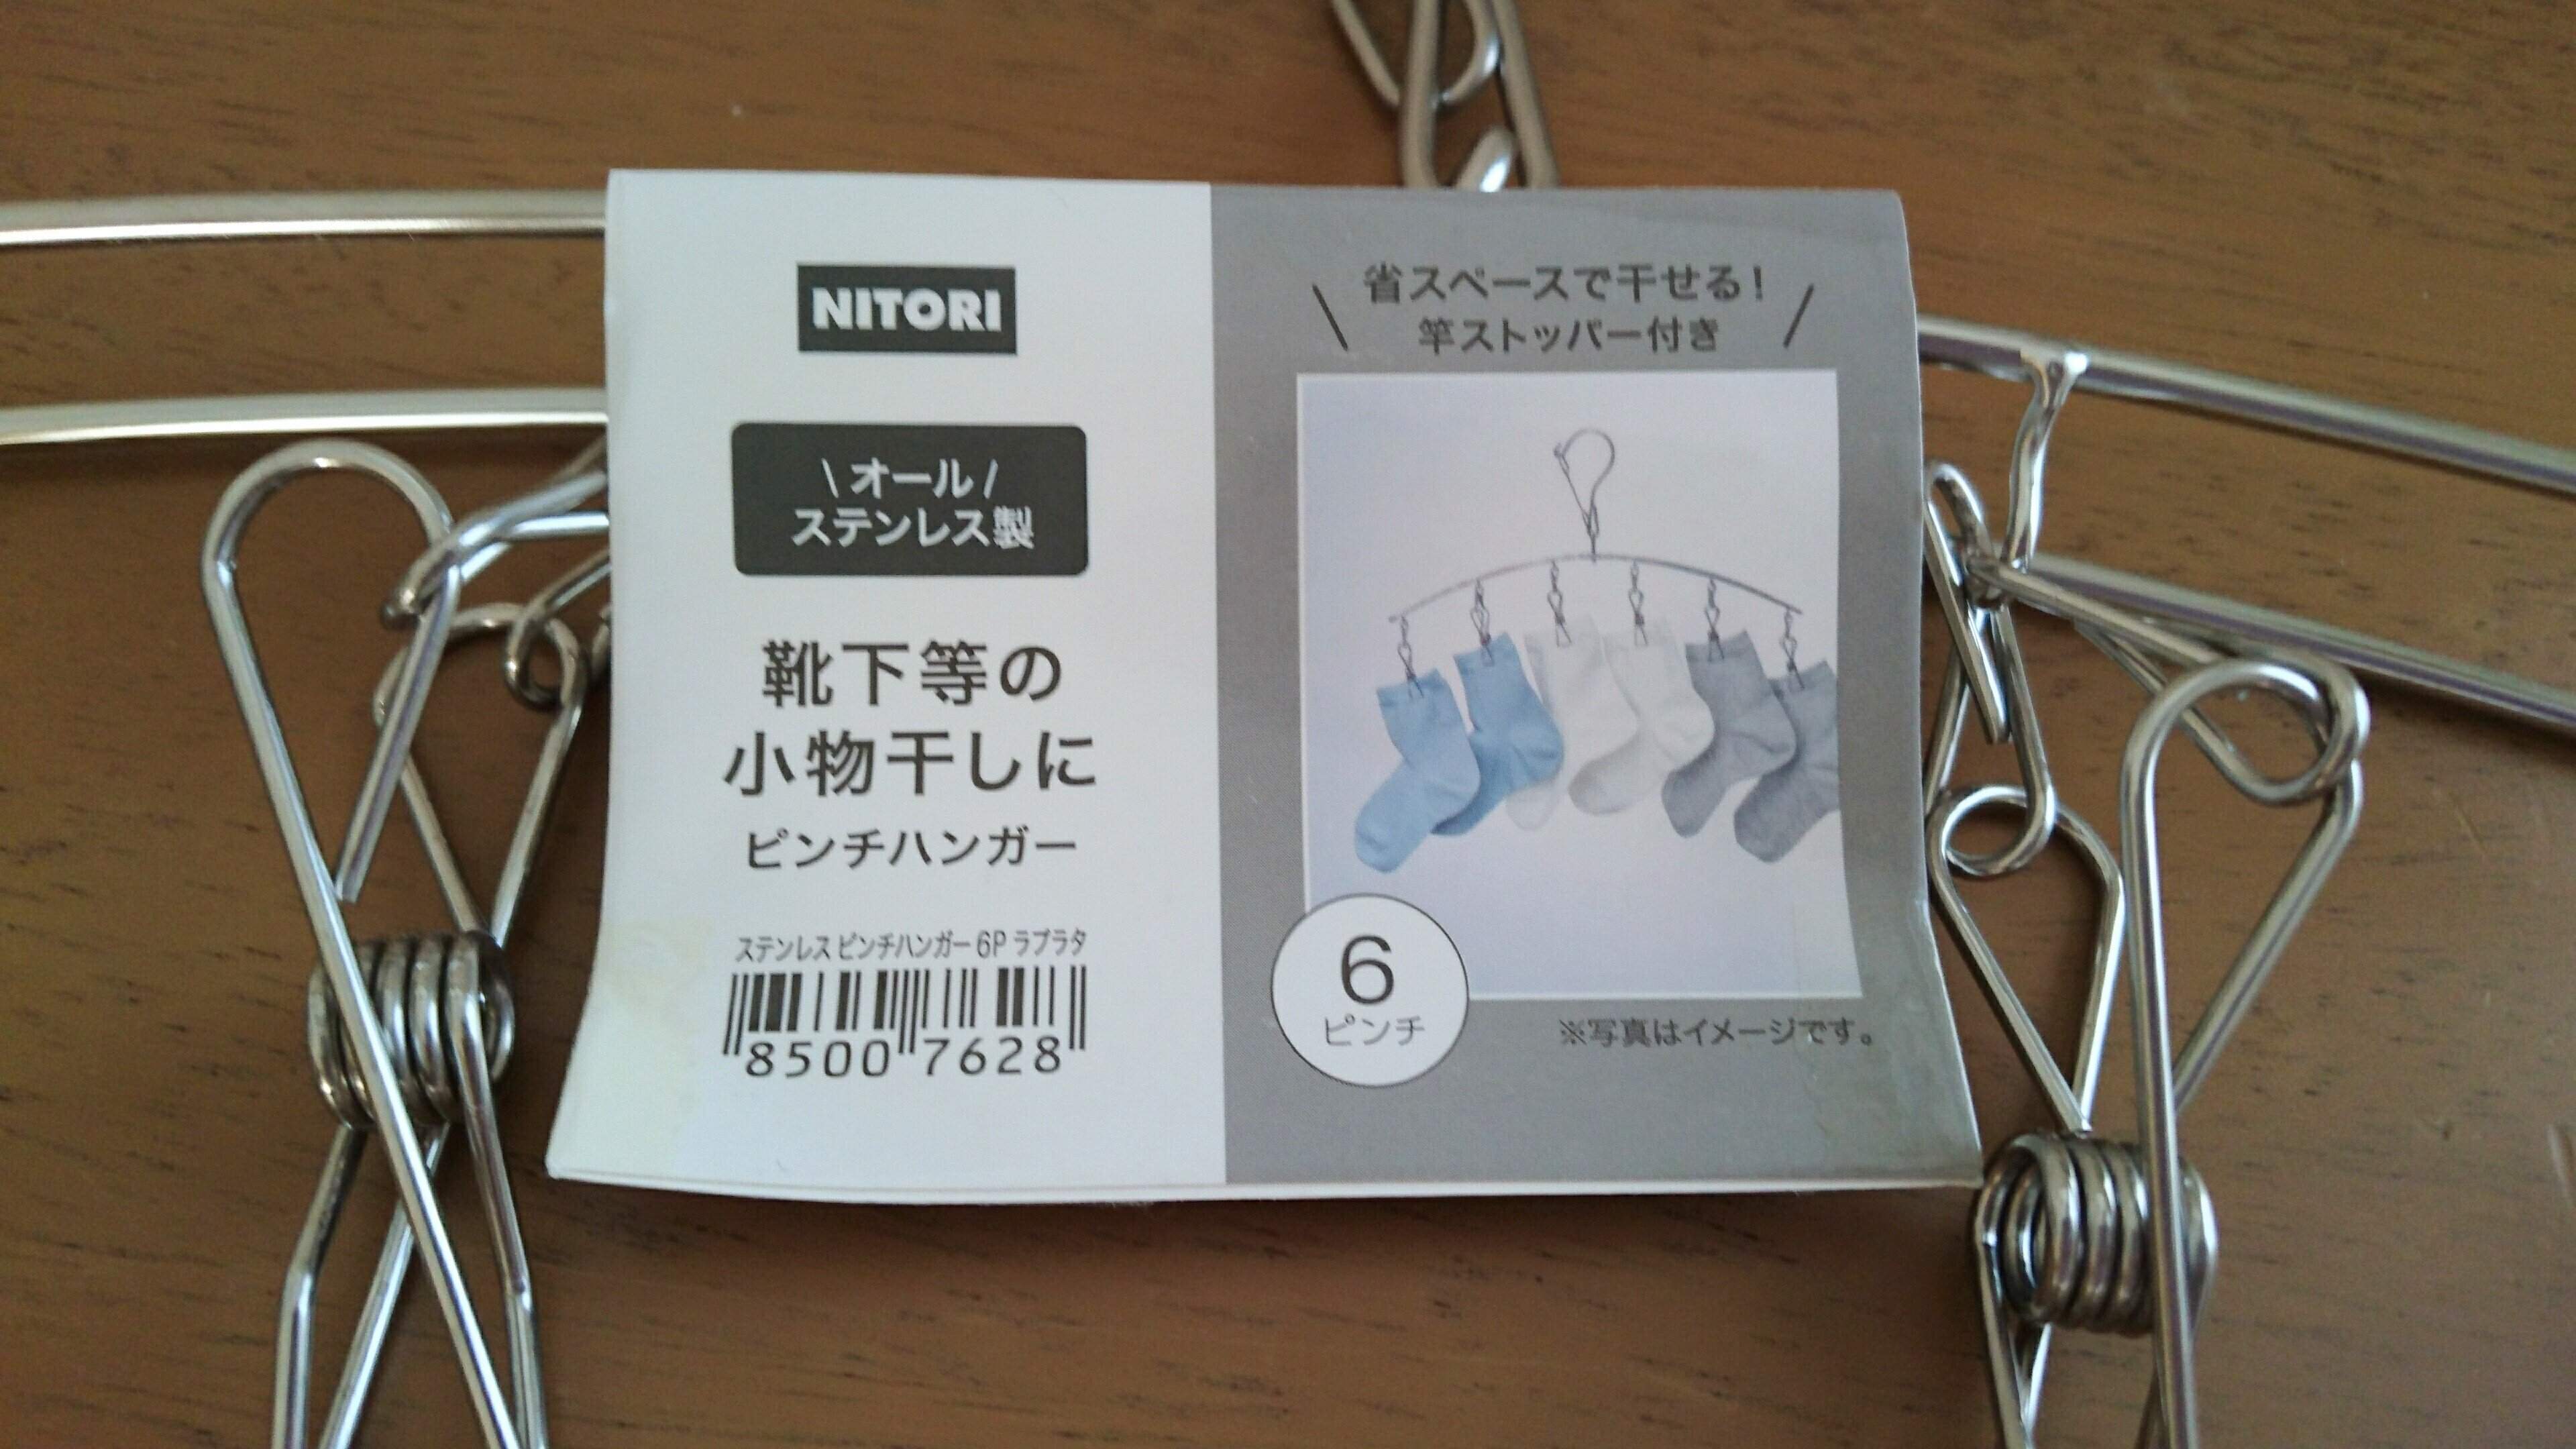 NITORI
\ オール /
ステンレス製
靴下等の
小物干しに
ピンチハンガー
ステンレス ピンチハンガー 6P ラプラタ
8500 7628
省スペースで干せる!
竿ストッパー付き
6
ピンチ
※写真はイメージです。